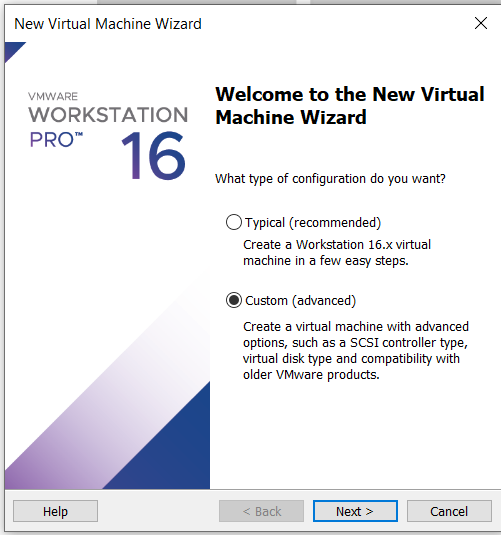 New Virtual Machine Wizard
VMWARE
WORKSTATION
PRO™ 16
Welcome to the New Virtual
Machine Wizard
What type of configuration do you want?
Typical (recommended)
Create a Workstation 16.x virtual
machine in a few easy steps.
Custom (advanced)
Create a virtual machine with advanced
options, such as a SCSI controller type,
virtual disk type and compatibility with
older VMware products.
Help
< Back
Next >
Cancel